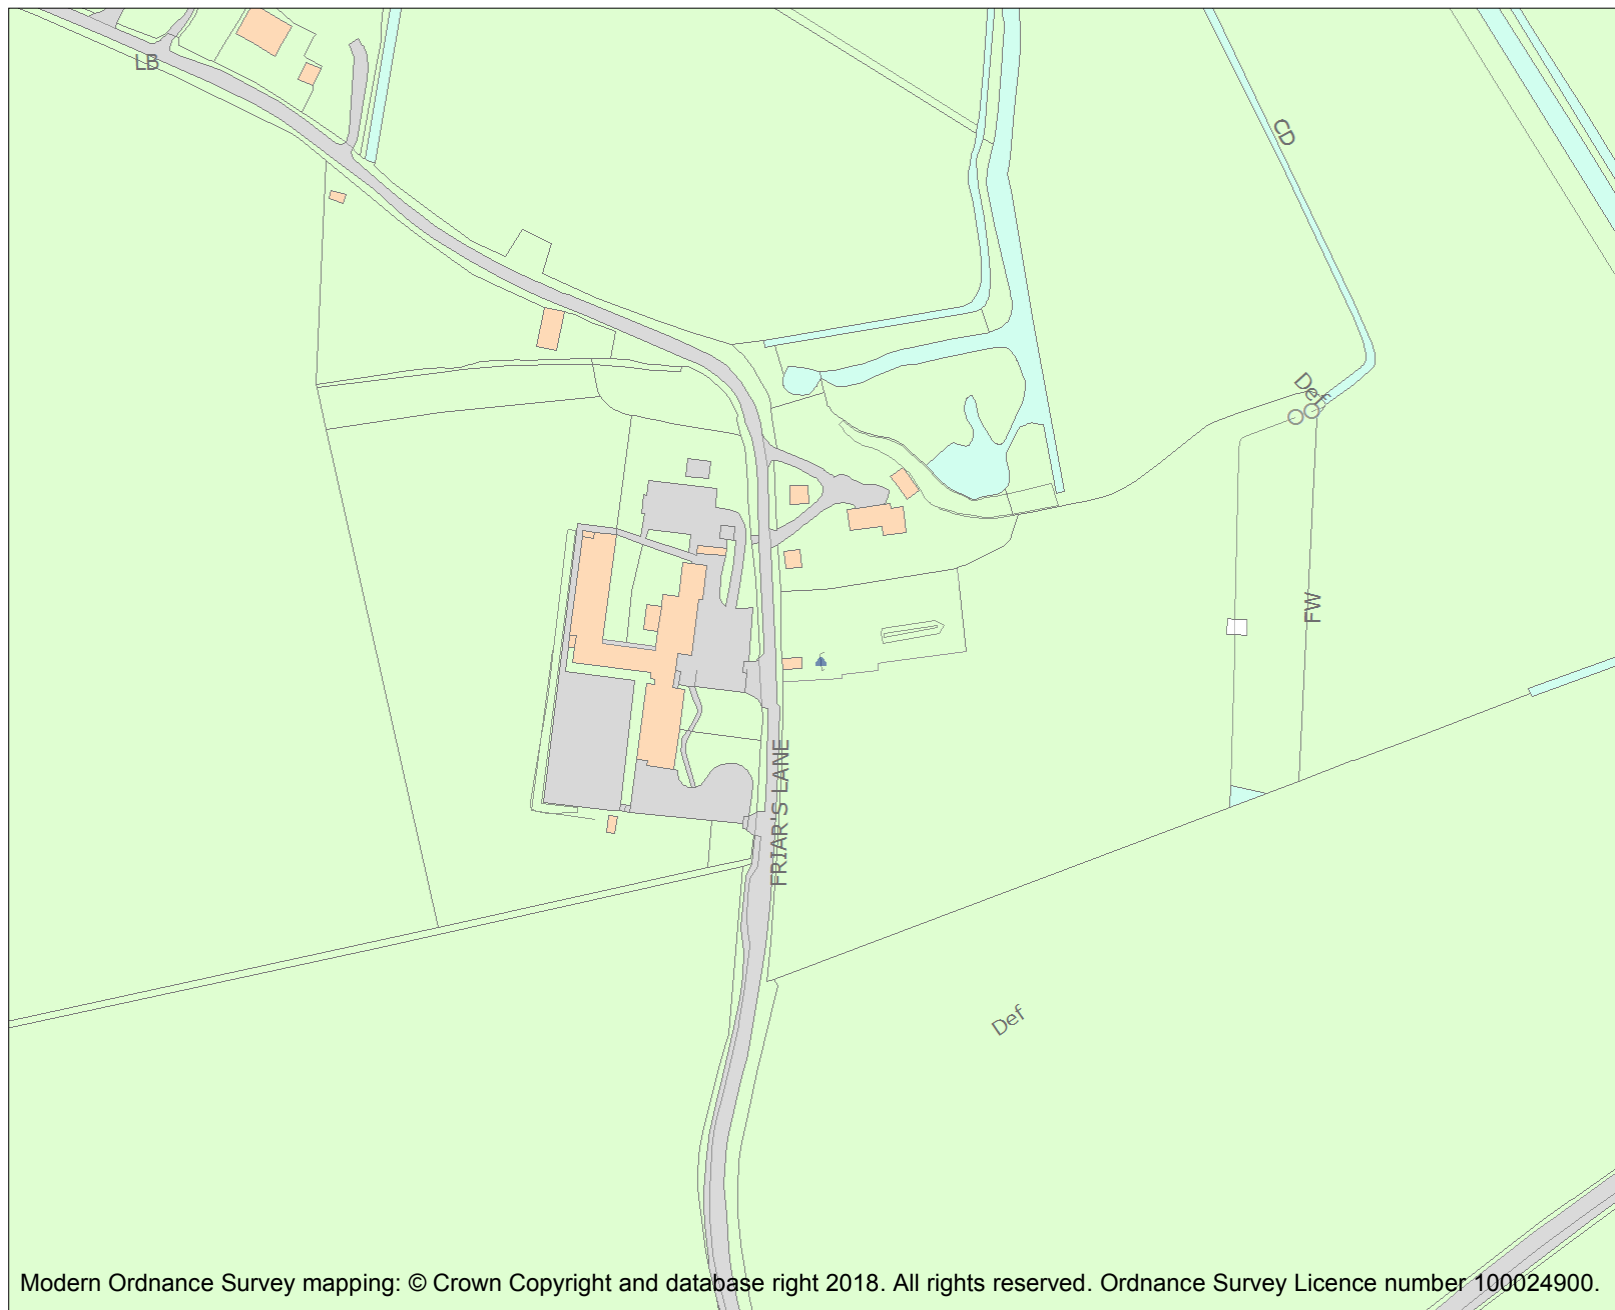 LB
CD
Def
FW
FRIAR'S LANE
Def
Modern Ordnance Survey mapping: © Crown Copyright and database right 2018. All rights reserved. Ordnance Survey Licence number 100024900.